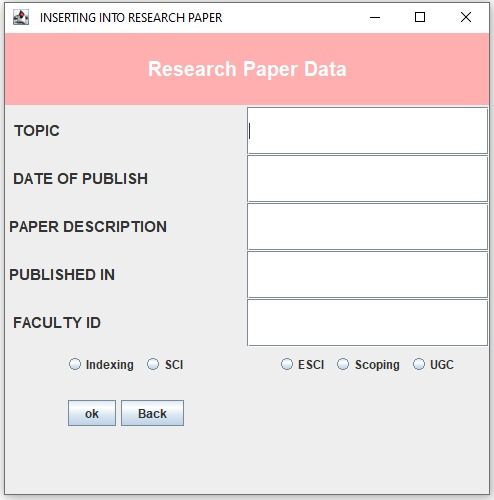 INSERTING INTO RESEARCH PAPER
Research Paper Data
TOPIC
DATE OF PUBLISH
PAPER DESCRIPTION
PUBLISHED IN
FACULTY ID
Indexing SCI ESCI Scoping UGC
ok Back